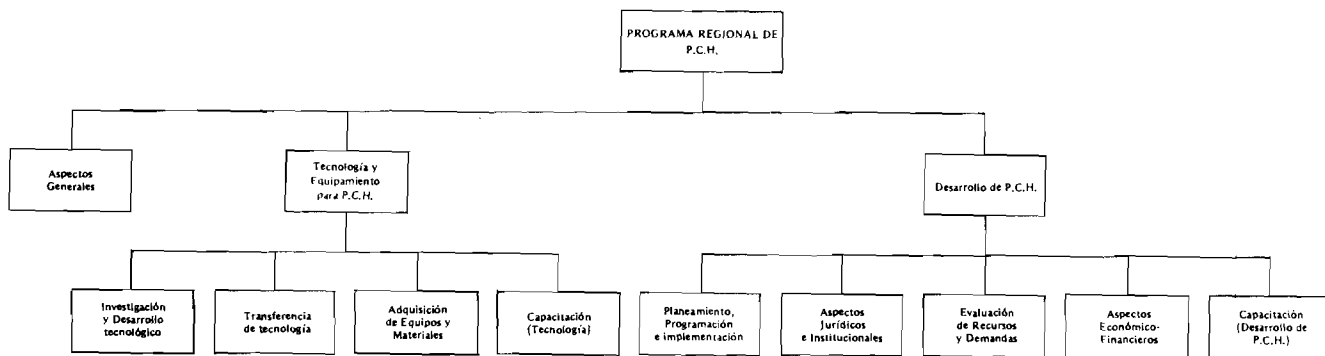 PROGRAMA REGIONAL DE
P.C.H.
Aspectos
Generales
Tecnología y
Equipamiento
para P.C.H.
Desarrollo de P.C.H.
Investigación
y Desarrollo
tecnológico
Transferencia
de tecnología
Adquisición
de Equipos y
Materiales
Capacitación
(Tecnología)
Planeamiento,
Programación
e implementación
Aspectos
Jurídicos
e Institucionales
Evaluación
de Recursos
y Demandas
Aspectos
Económico-
Financieros
Capacitación
(Desarrollo de
P.C.H.)